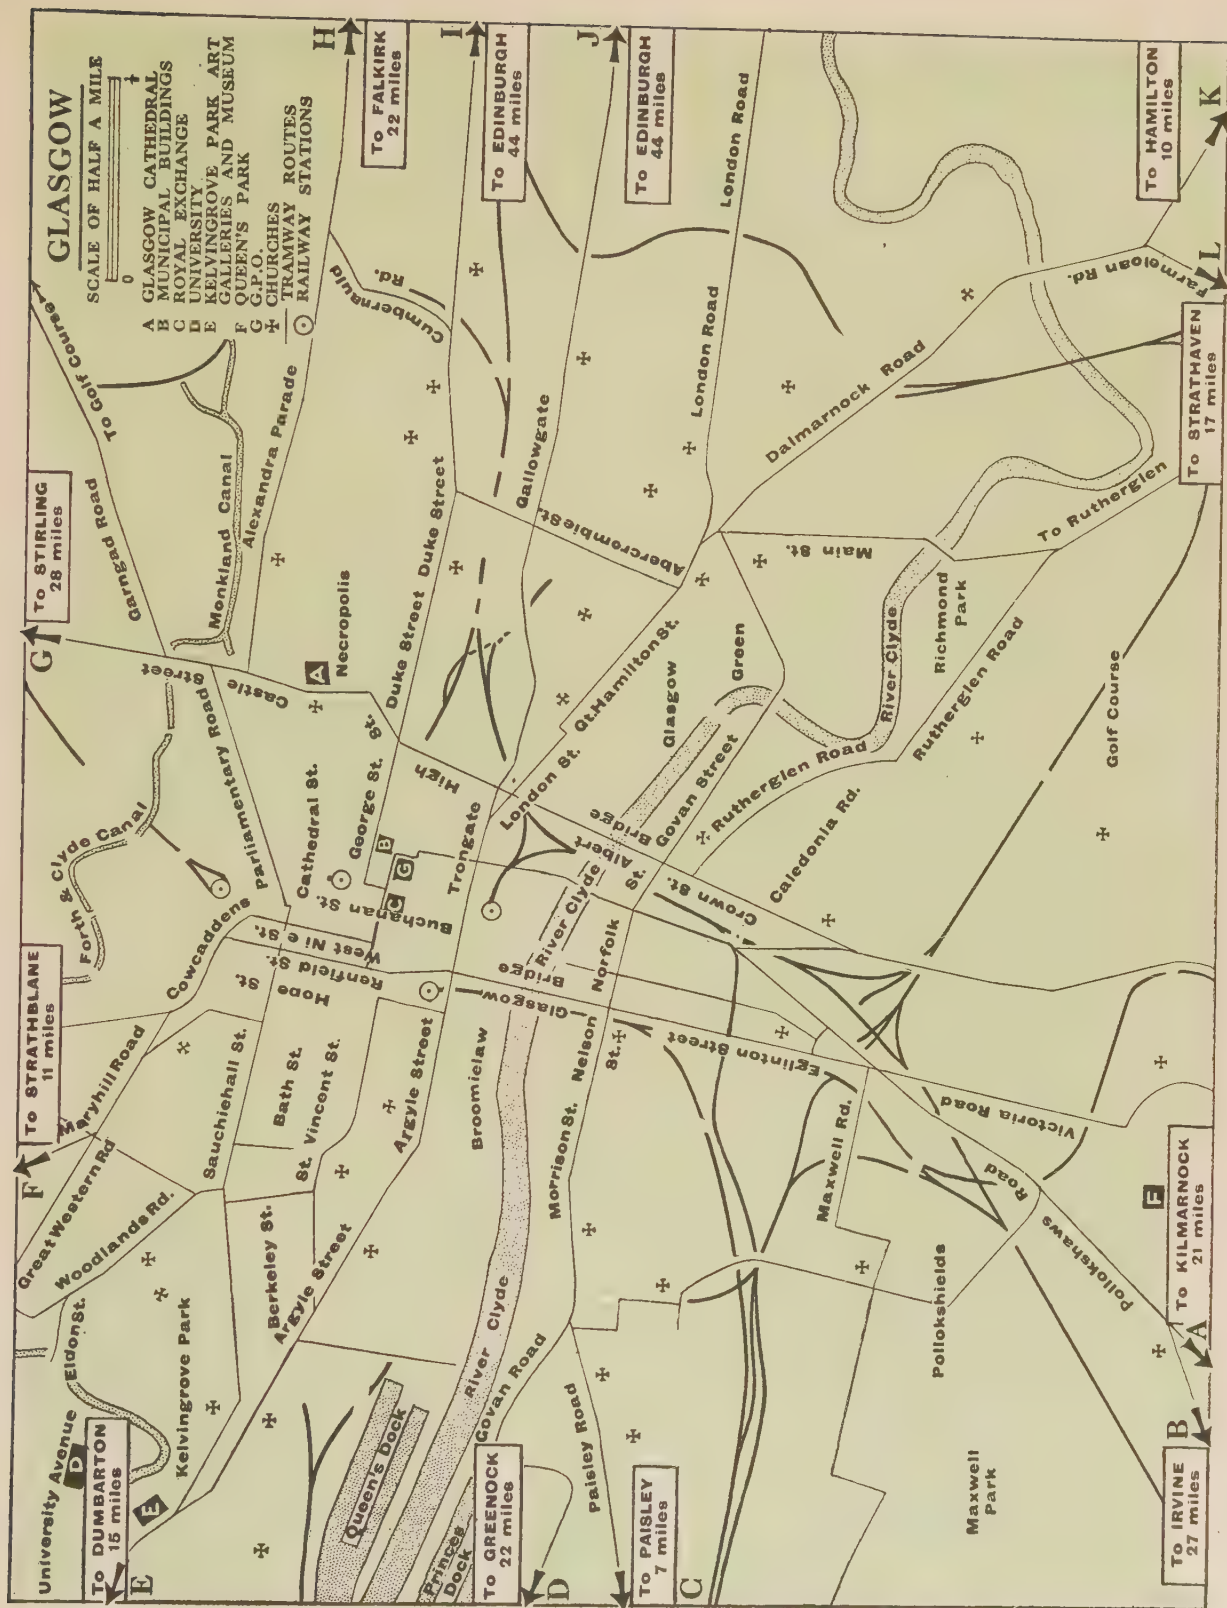 GLASGOW
SCALE OF HALF A MILE
0 ½
A GLASGOW CATHEDRAL
B MUNICIPAL BUILDINGS
C ROYAL EXCHANGE
D UNIVERSITY
E KELVINGROVE PARK ART
GALLERIES AND MUSEUM
F QUEEN'S PARK
G G.P.O.
CHURCHES
TRAMWAY ROUTES
RAILWAY STATIONS
F
To STRATHBLANE
11 miles
G
To STIRLING
28 miles
To Golf Course
Garngad Road
Monkland Canal
Alexandra Parade
H
To FALKIRK
22 miles
I
To EDINBURGH
44 miles
J
To EDINBURGH
44 miles
Cumbernauld
Rd.
University Avenue
D
Eldon St.
Great Western Rd
Woodlands Rd.
Maryhill Road
Cowcaddens
Forth & Clyde Canal
Parliamentary Road
Castle
Street
A
Necropolis
To DUMBARTON
15 miles
E
E
Kelvingrove Park
Berkeley St.
Argyle Street
Sauchiehall St.
Bath St.
St. Vincent St.
Argyle Street
Hope St.
Renfield St.
West Nile St.
Buchanan St.
Cathedral St.
George St.
B
C
G
High
St.
Duke Street
Duke Street
Gallowgate
Abercrombie St.
London Road
London Road
Trongate
London St.
Gt. Hamilton St.
Queen's Dock
Princes
Dock
River Clyde
Broomielaw
Glasgow
Bridge
River Clyde
Albert
Bridge
Glasgow
Green
Main St.
Dalmarnock Road
Farmeloan Rd.
To HAMILTON
10 miles
K
L
To STRATHAVEN
17 miles
To Rutherglen
Richmond
Park
River Clyde
Rutherglen Road
Rutherglen Road
Govan Street
Crown St.
Caledonia Rd.
Norfolk
St.
Nelson
St.
Morrison St.
Eglinton Street
Govan Road
Paisley Road
To GREENOCK
22 miles
D
To PAISLEY
7 miles
C
Maxwell Rd.
Victoria Road
Pollokshaws
Road
Pollokshields
Maxwell
Park
Golf Course
F
To KILMARNOCK
21 miles
A
B
To IRVINE
27 miles